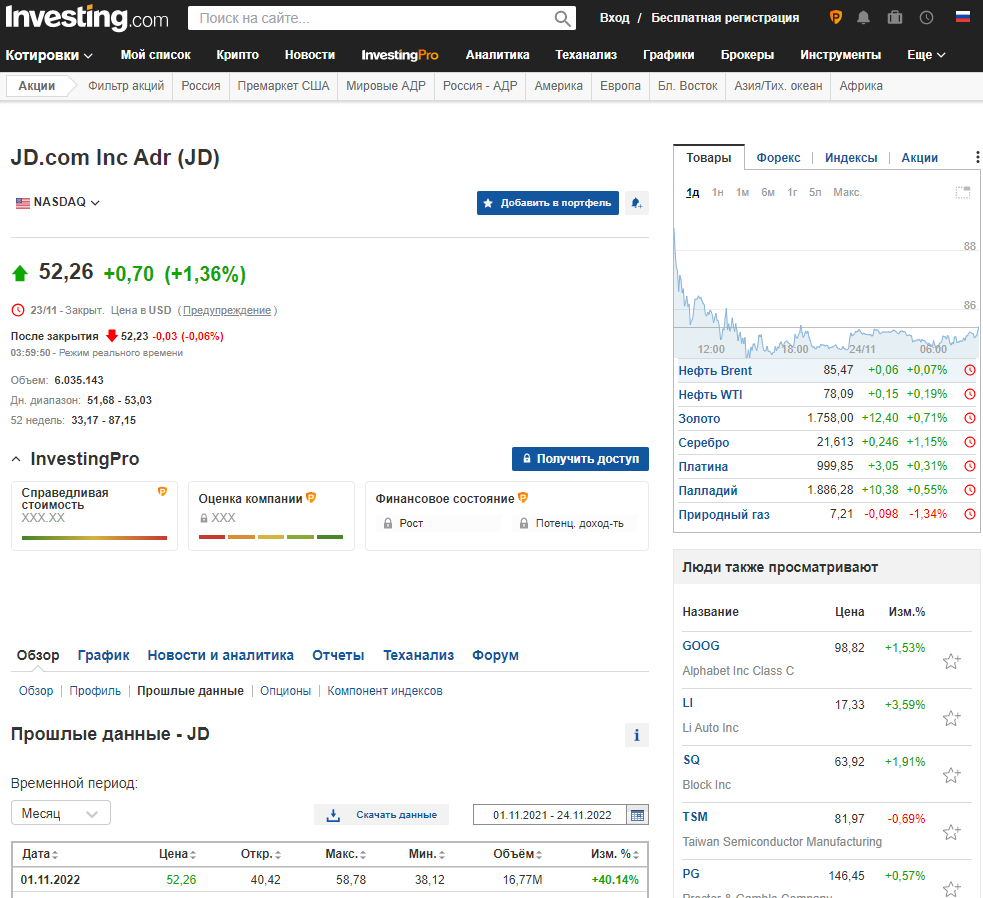 Investing.com
Поиск на сайте...
Вход / Бесплатная регистрация
Котировки Мой список Крипто Новости InvestingPro Аналитика Теханализ Графики Брокеры Инструменты Еще
Акции Фильтр акций Россия Премаркет США Мировые АДР Россия - АДР Америка Европа Бл. Восток Азия/Тих. океан Африка
JD.com Inc Adr (JD)
NASDAQ
Добавить в портфель
52,26 +0,70 (+1,36%)
23/11 - Закрыт. Цена в USD ( Предупреждение )
После закрытия 52,23 -0,03 (-0,06%)
03:59:50 - Режим реального времени
Объем: 6.035.143
Дн. диапазон: 51,68 - 53,03
52 недель: 33,17 - 87,15
InvestingPro
Получить доступ
Справедливая
стоимость
XXX.XX
Оценка компании
XXX
Финансовое состояние
Рост Потенц. доход-ть
Обзор График Новости и аналитика Отчеты Теханализ Форум
Обзор Профиль Прошлые данные Опционы Компонент индексов
Прошлые данные - JD
Временной период:
Месяц
Скачать данные
01.11.2021 - 24.11.2022
Дата Цена Откр. Макс. Мин. Объём Изм. %
01.11.2022 52,26 40,42 58,78 38,12 16,77M +40.14%
Товары Форекс Индексы Акции
1д 1н 1м 6м 1г 5л Макс.
88
86
12:00 18:00 24/11 06:00
Нефть Brent 85,47 +0,06 +0,07%
Нефть WTI 78,09 +0,15 +0,19%
Золото 1.758,00 +12,40 +0,71%
Серебро 21,613 +0,246 +1,15%
Платина 999,85 +3,05 +0,31%
Палладий 1.886,28 +10,38 +0,55%
Природный газ 7,21 -0,098 -1,34%
Люди также просматривают
Название Цена Изм.%
GOOG 98,82 +1,53%
Alphabet Inc Class C
LI 17,33 +3,59%
Li Auto Inc
SQ 63,92 +1,91%
Block Inc
TSM 81,97 -0,69%
Taiwan Semiconductor Manufacturing
PG 146,45 +0,57%
Procter & Gamble Company